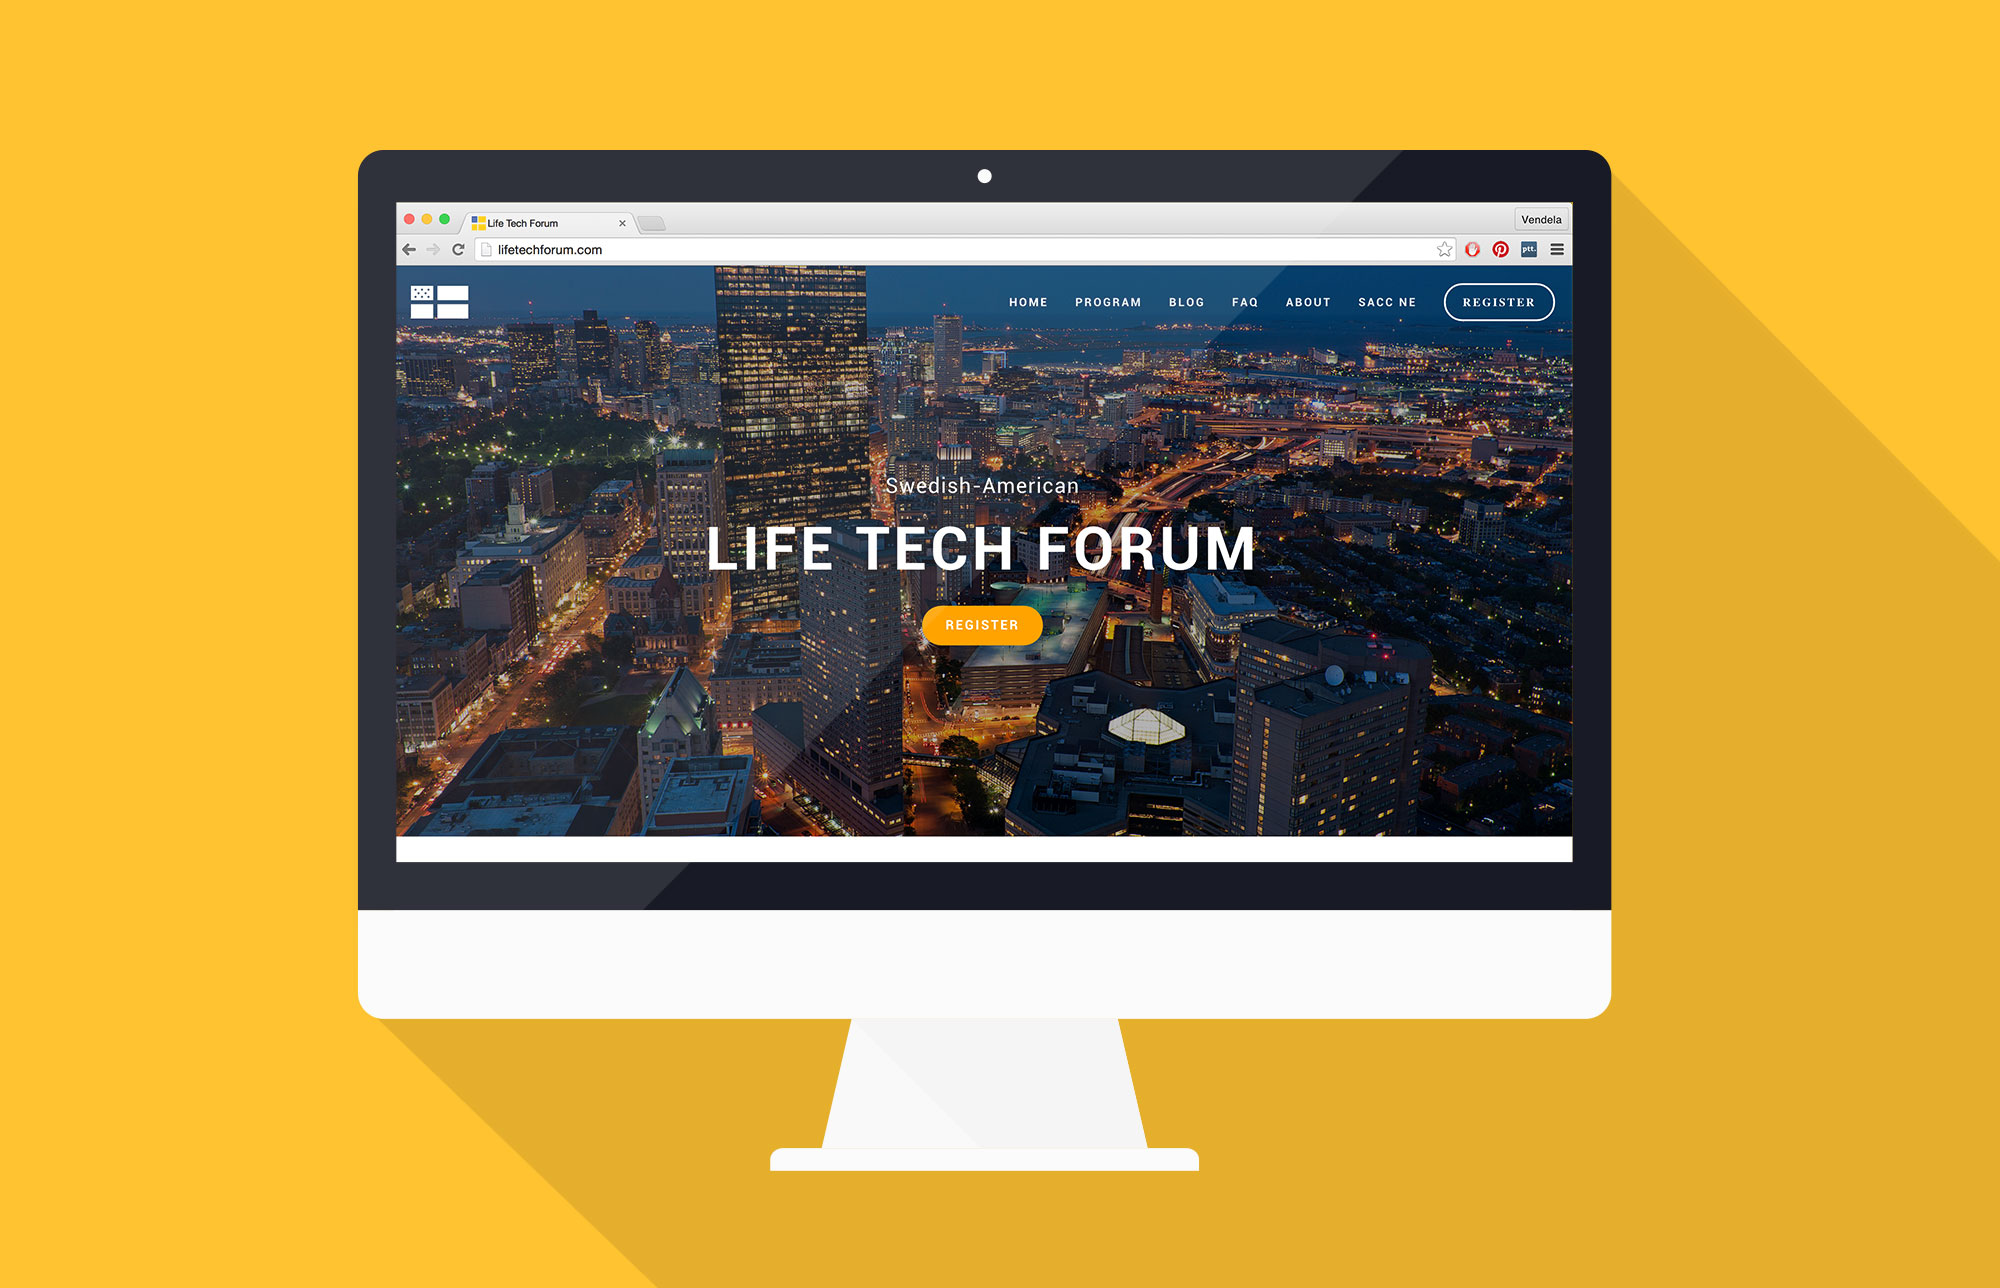 Life Tech Forum
Vendela
lifetechforum.com
ptt.
HOME PROGRAM BLOG FAQ ABOUT SACC NE REGISTER
Swedish-American
LIFE TECH FORUM
REGISTER